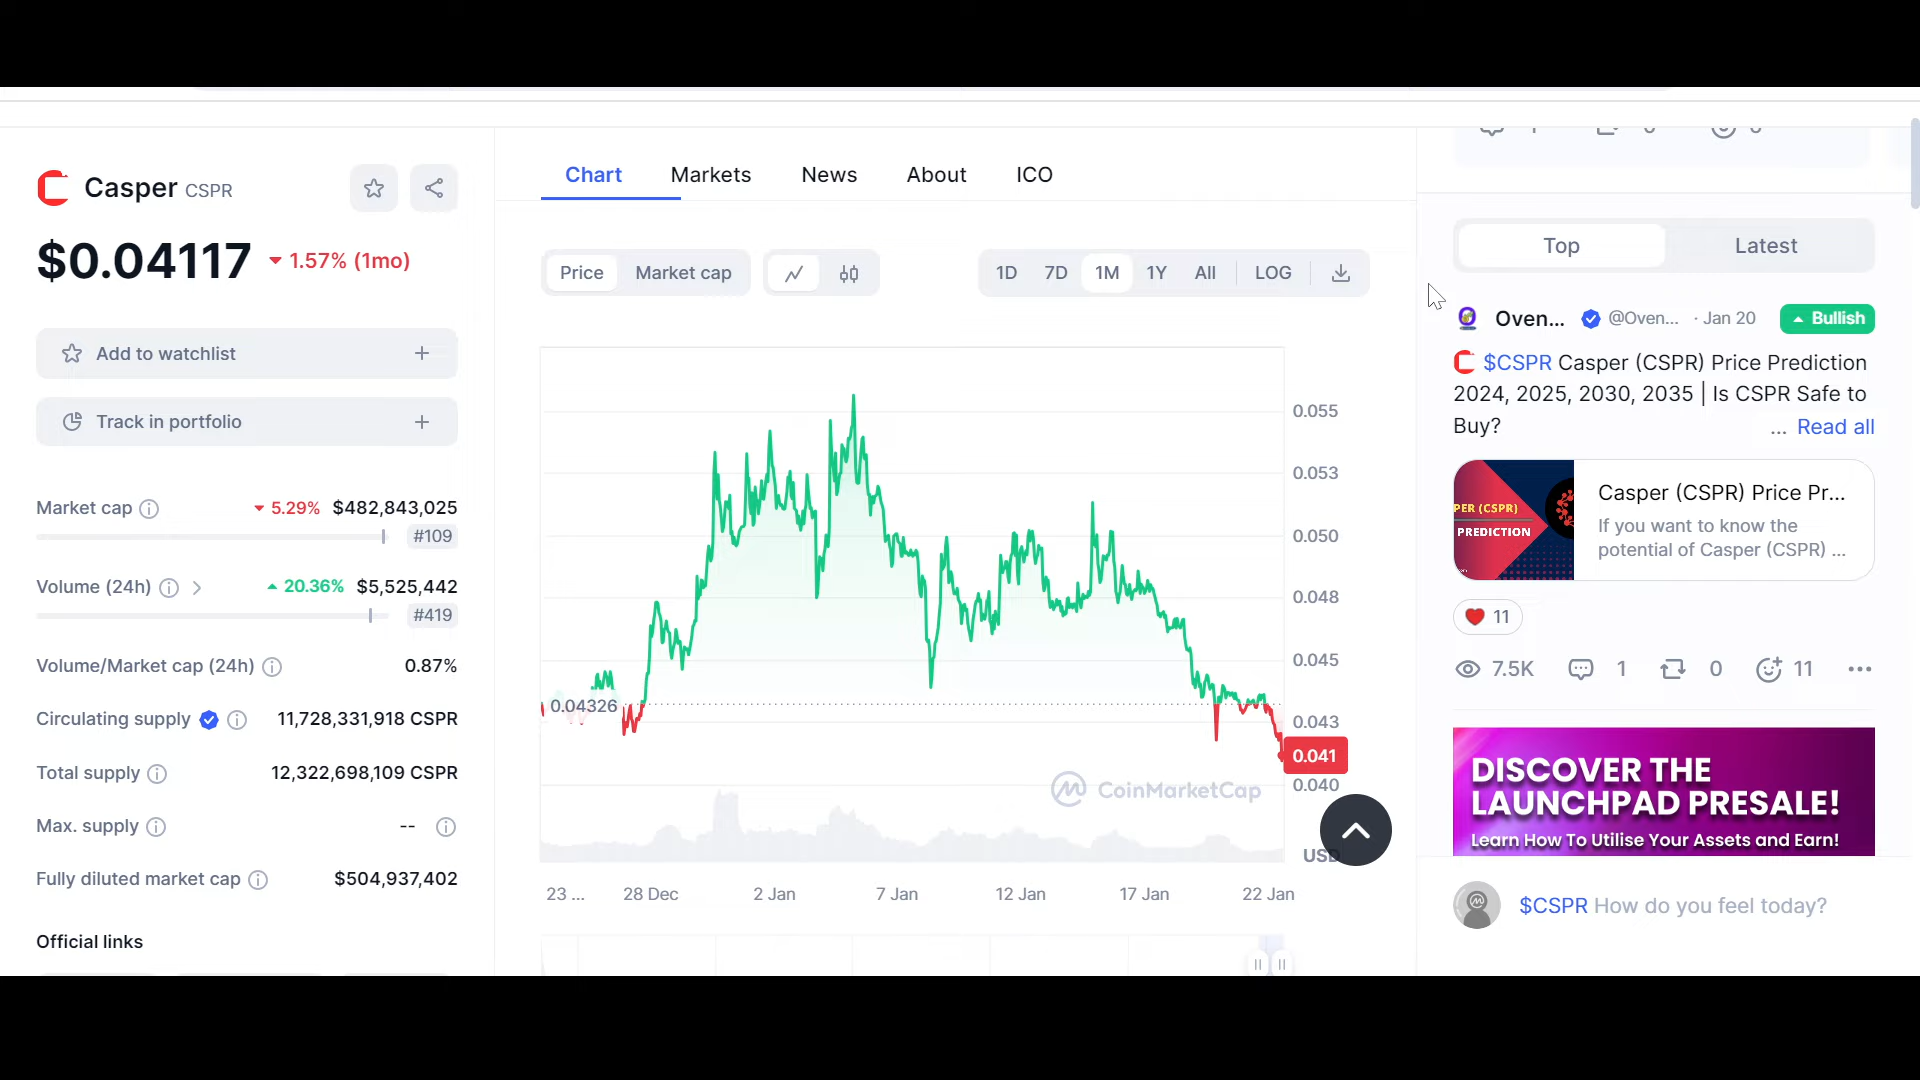 Casper CSPR
$0.04117 1.57% (1mo)
Add to watchlist +
Track in portfolio +
Market cap 5.29% $482,843,025
#109
Volume (24h) 20.36% $5,525,442
#419
Volume/Market cap (24h) 0.87%
Circulating supply 11,728,331,918 CSPR
Total supply 12,322,698,109 CSPR
Max. supply --
Fully diluted market cap $504,937,402
Official links
Chart Markets News About ICO
Price Market cap
1D 7D 1M 1Y All LOG
0.055
0.053
0.050
0.048
0.045
0.04326
0.043
0.041
0.040
CoinMarketCap
USD
23 ... 28 Dec 2 Jan 7 Jan 12 Jan 17 Jan 22 Jan
Top Latest
Oven... @Oven... · Jan 20 Bullish
$CSPR Casper (CSPR) Price Prediction
2024, 2025, 2030, 2035 | Is CSPR Safe to
Buy? ... Read all
PER (CSPR)
PREDICTION
Casper (CSPR) Price Pr...
If you want to know the
potential of Casper (CSPR) ...
11
7.5K 1 0 11
DISCOVER THE
LAUNCHPAD PRESALE!
Learn How To Utilise Your Assets and Earn!
$CSPR How do you feel today?